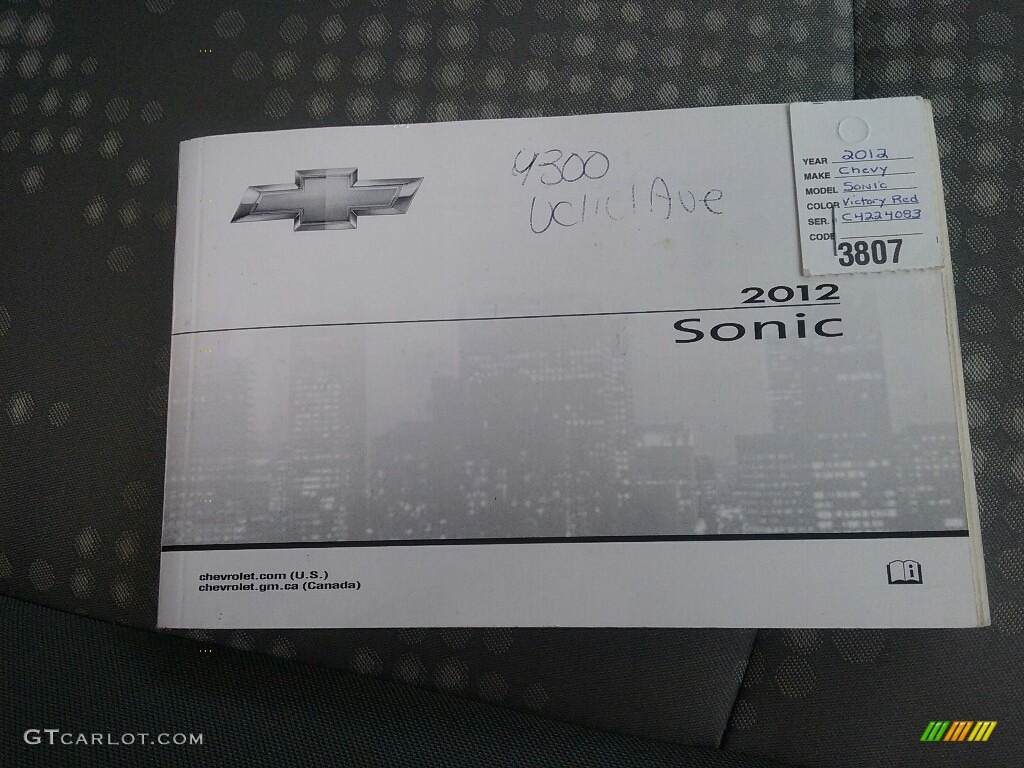 4300
Ave
YEAR 2012
MAKE Chevy
MODEL Sonic
COLOR Victory Red
SER. # C4224083
CODE
3807
2012
Sonic
chevrolet.com (U.S.)
chevrolet.gm.ca (Canada)
i
GTCARLOT.COM